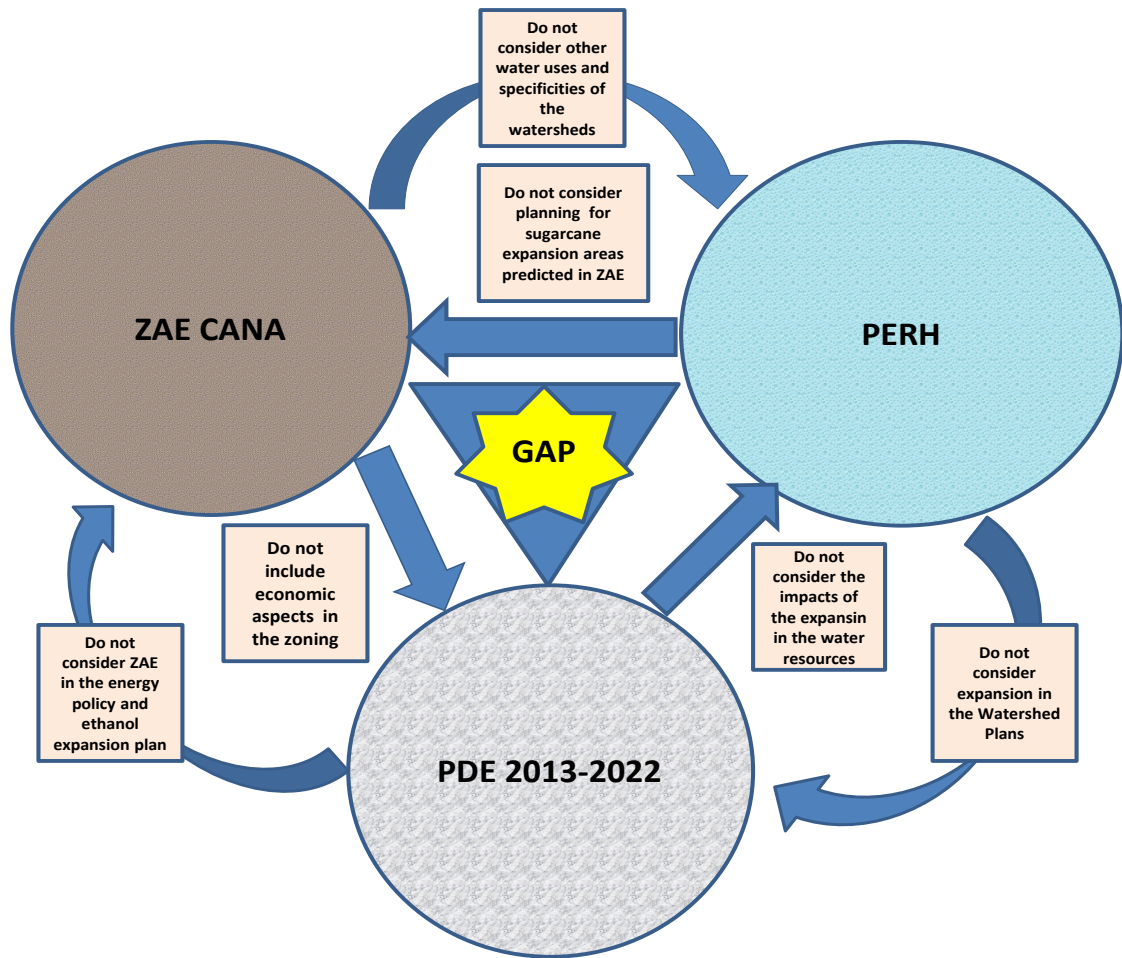 Do not
consider other
water uses and
specificities of
the
watersheds
Do not consider
planning for
sugarcane
expansion areas
predicted in ZAE
ZAE CANA
PERH
GAP
Do not
include
economic
aspects in
the zoning
Do not
consider the
impacts of
the expansin
in the water
resources
Do not
consider ZAE
in the energy
policy and
ethanol
expansion plan
Do not
consider
expansion in
the Watershed
Plans
PDE 2013-2022